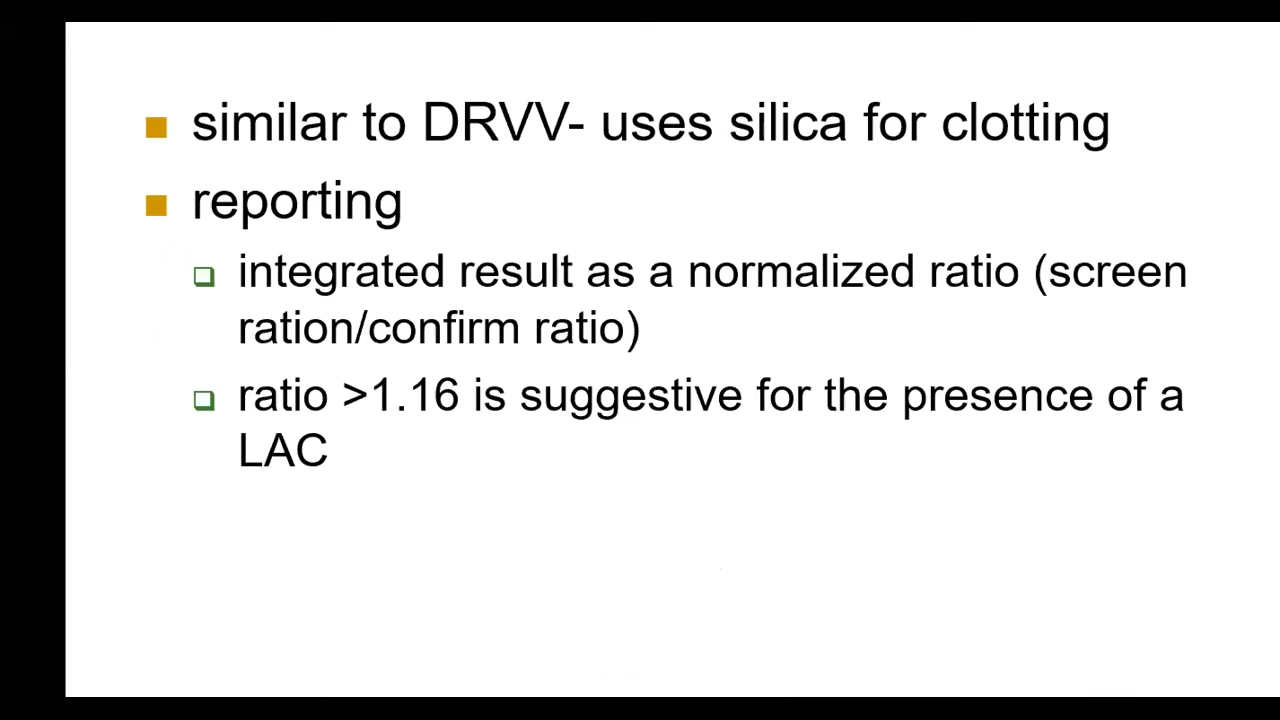 similar to DRVV- uses silica for clotting
reporting
integrated result as a normalized ratio (screen
ration/confirm ratio)
ratio >1.16 is suggestive for the presence of a
LAC